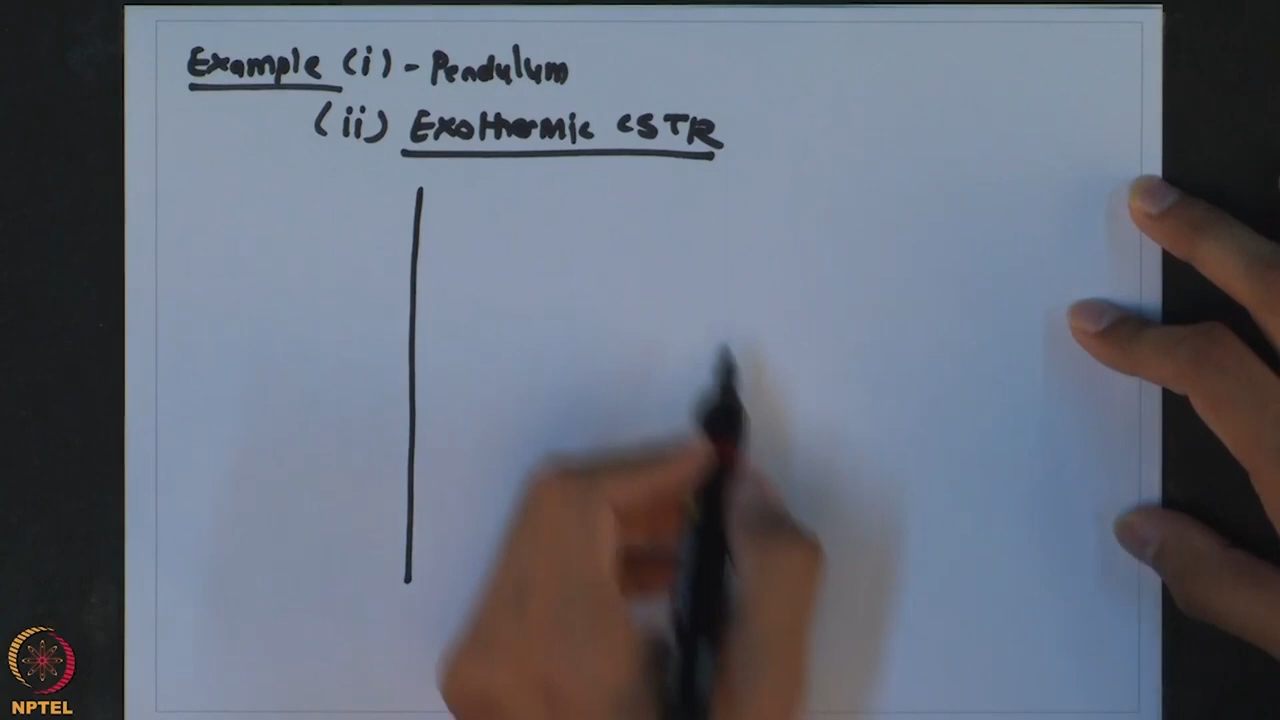 Example (i) - Pendulum
(ii) Exothermic CSTR
NPTEL